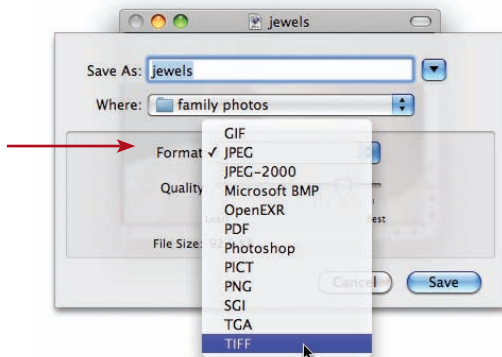 jewels
Save As: jewels
Where: family photos
Format ✓ JPEG
Quality
File Size:
GIF
JPEG-2000
Microsoft BMP
OpenEXR
PDF
Photoshop
PICT
PNG
SGI
TGA
TIFF
est
Cancel Save